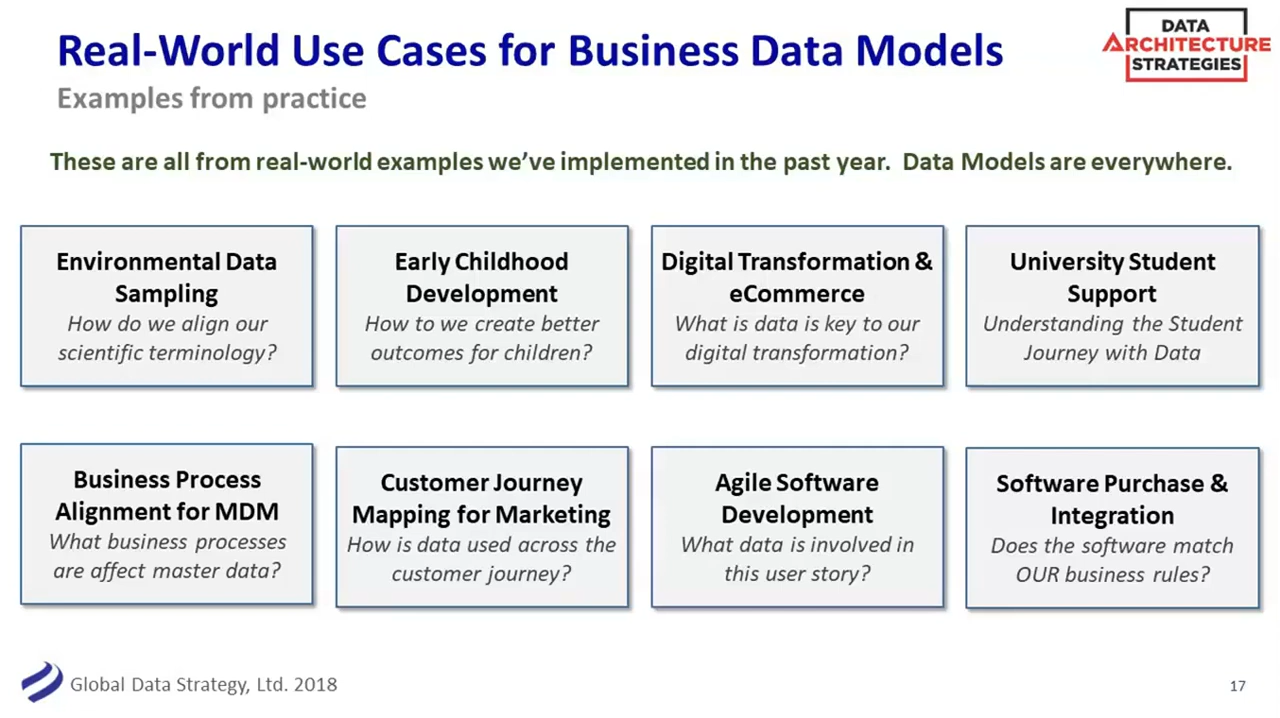 Real-World Use Cases for Business Data Models
DATA
ARCHITECTURE
STRATEGIES
Examples from practice
These are all from real-world examples we've implemented in the past year.  Data Models are everywhere.
Environmental Data
Sampling
How do we align our
scientific terminology?
Early Childhood
Development
How to we create better
outcomes for children?
Digital Transformation &
eCommerce
What is data is key to our
digital transformation?
University Student
Support
Understanding the Student
Journey with Data
Business Process
Alignment for MDM
What business processes
are affect master data?
Customer Journey
Mapping for Marketing
How is data used across the
customer journey?
Agile Software
Development
What data is involved in
this user story?
Software Purchase &
Integration
Does the software match
OUR business rules?
Global Data Strategy, Ltd. 2018
17